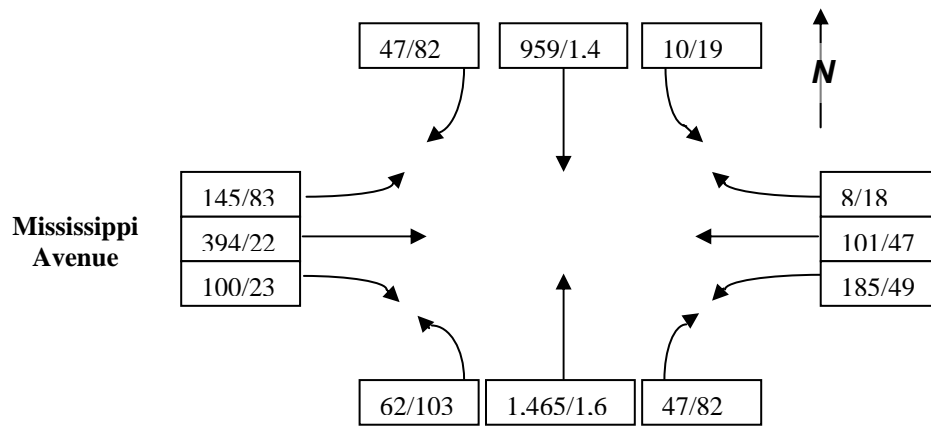 47/82 959/1.4 10/19
N
145/83 8/18
Mississippi 394/22 101/47
Avenue 100/23 185/49
62/103 1.465/1.6 47/82